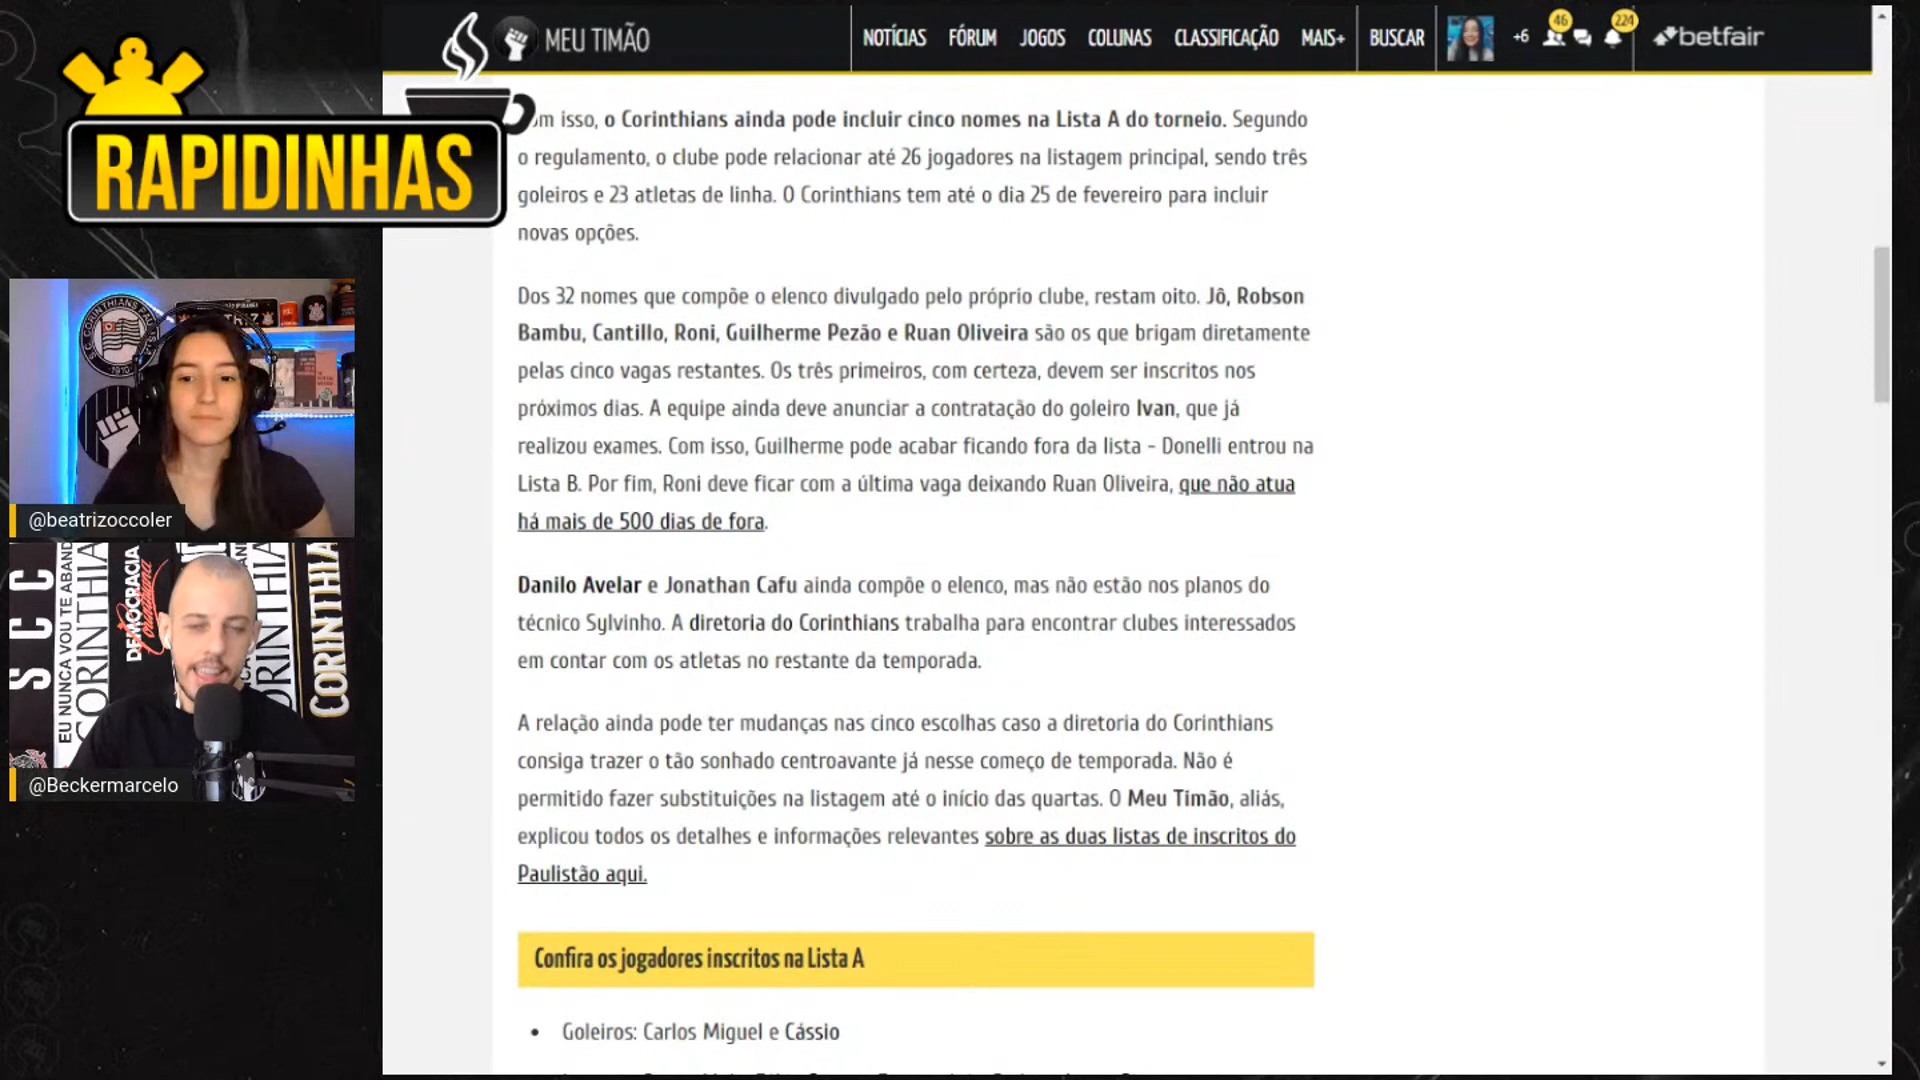 RAPIDINHAS
MEU TIMÃO
NOTÍCIAS FÓRUM JOGOS COLUNAS CLASSIFICAÇÃO MAIS+ BUSCAR +6 46 224 betfair
om isso, o Corinthians ainda pode incluir cinco nomes na Lista A do torneio. Segundo
o regulamento, o clube pode relacionar até 26 jogadores na listagem principal, sendo três
goleiros e 23 atletas de linha. O Corinthians tem até o dia 25 de fevereiro para incluir
novas opções.
Dos 32 nomes que compõe o elenco divulgado pelo próprio clube, restam oito. Jô, Robson
Bambu, Cantillo, Roni, Guilherme Pezão e Ruan Oliveira são os que brigam diretamente
pelas cinco vagas restantes. Os três primeiros, com certeza, devem ser inscritos nos
próximos dias. A equipe ainda deve anunciar a contratação do goleiro Ivan, que já
realizou exames. Com isso, Guilherme pode acabar ficando fora da lista - Donelli entrou na
Lista B. Por fim, Roni deve ficar com a última vaga deixando Ruan Oliveira, que não atua
há mais de 500 dias de fora.
Danilo Avelar e Jonathan Cafu ainda compõe o elenco, mas não estão nos planos do
técnico Sylvinho. A diretoria do Corinthians trabalha para encontrar clubes interessados
em contar com os atletas no restante da temporada.
A relação ainda pode ter mudanças nas cinco escolhas caso a diretoria do Corinthians
consiga trazer o tão sonhado centroavante já nesse começo de temporada. Não é
permitido fazer substituições na listagem até o início das quartas. O Meu Timão, aliás,
explicou todos os detalhes e informações relevantes sobre as duas listas de inscritos do
Paulistão aqui.
Confira os jogadores inscritos na Lista A
• Goleiros: Carlos Miguel e Cássio
@beatrizoccoler
SCC
EU NUNCA VOU TE ABAND
CORINTHIA
DEMOCRACIA
CORINTHIA
@Beckermarcelo